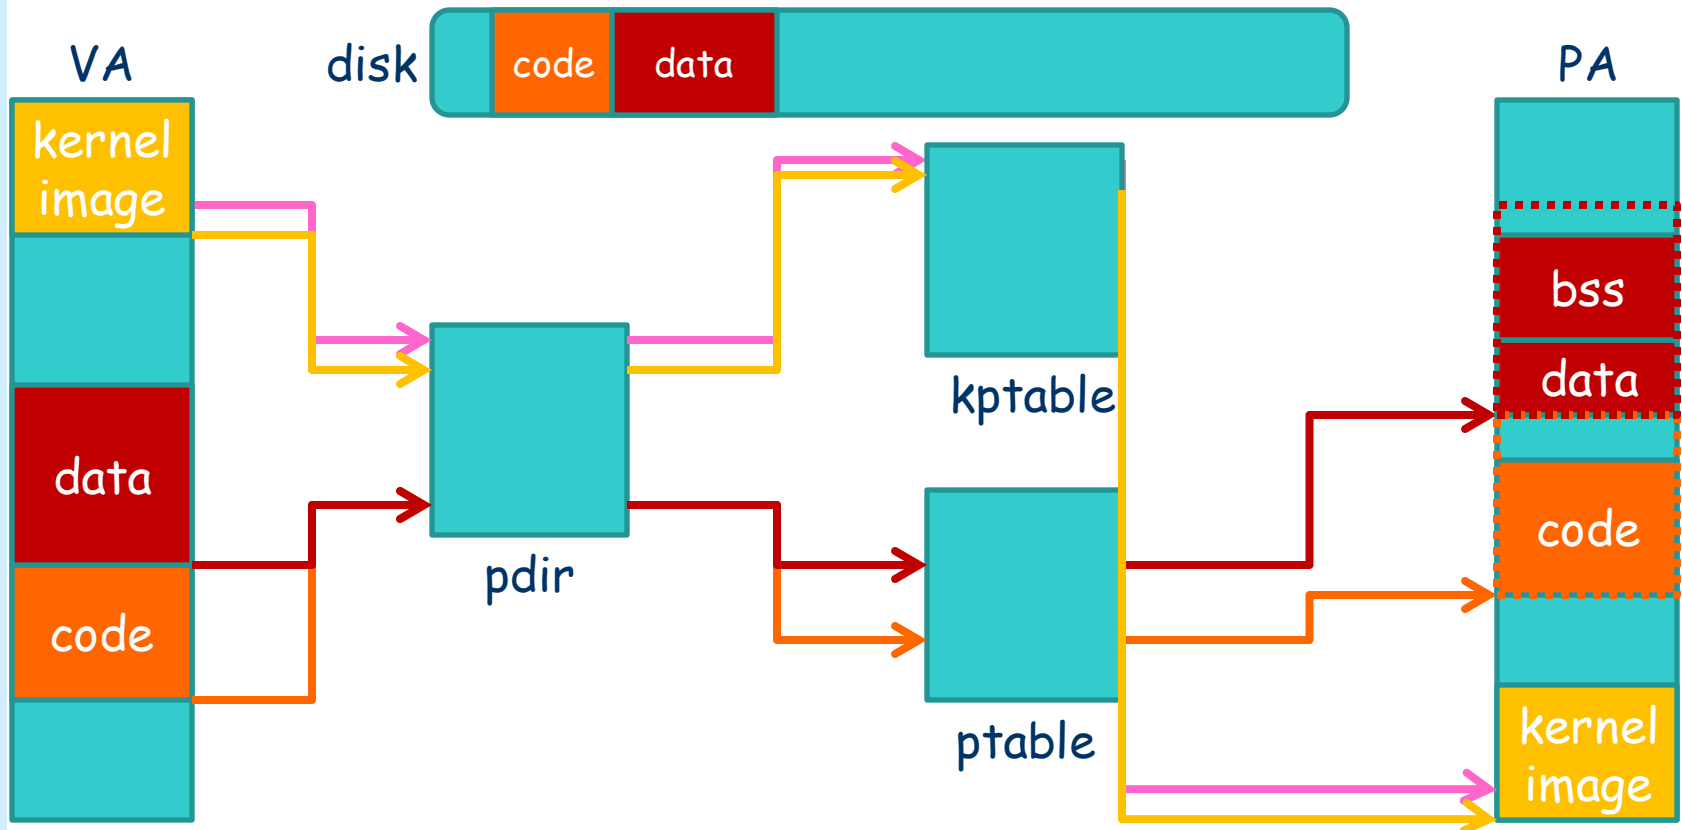 VA
disk
code
data
PA
kernel
image
bss
data
kptable
data
code
pdir
code
ptable
kernel
image